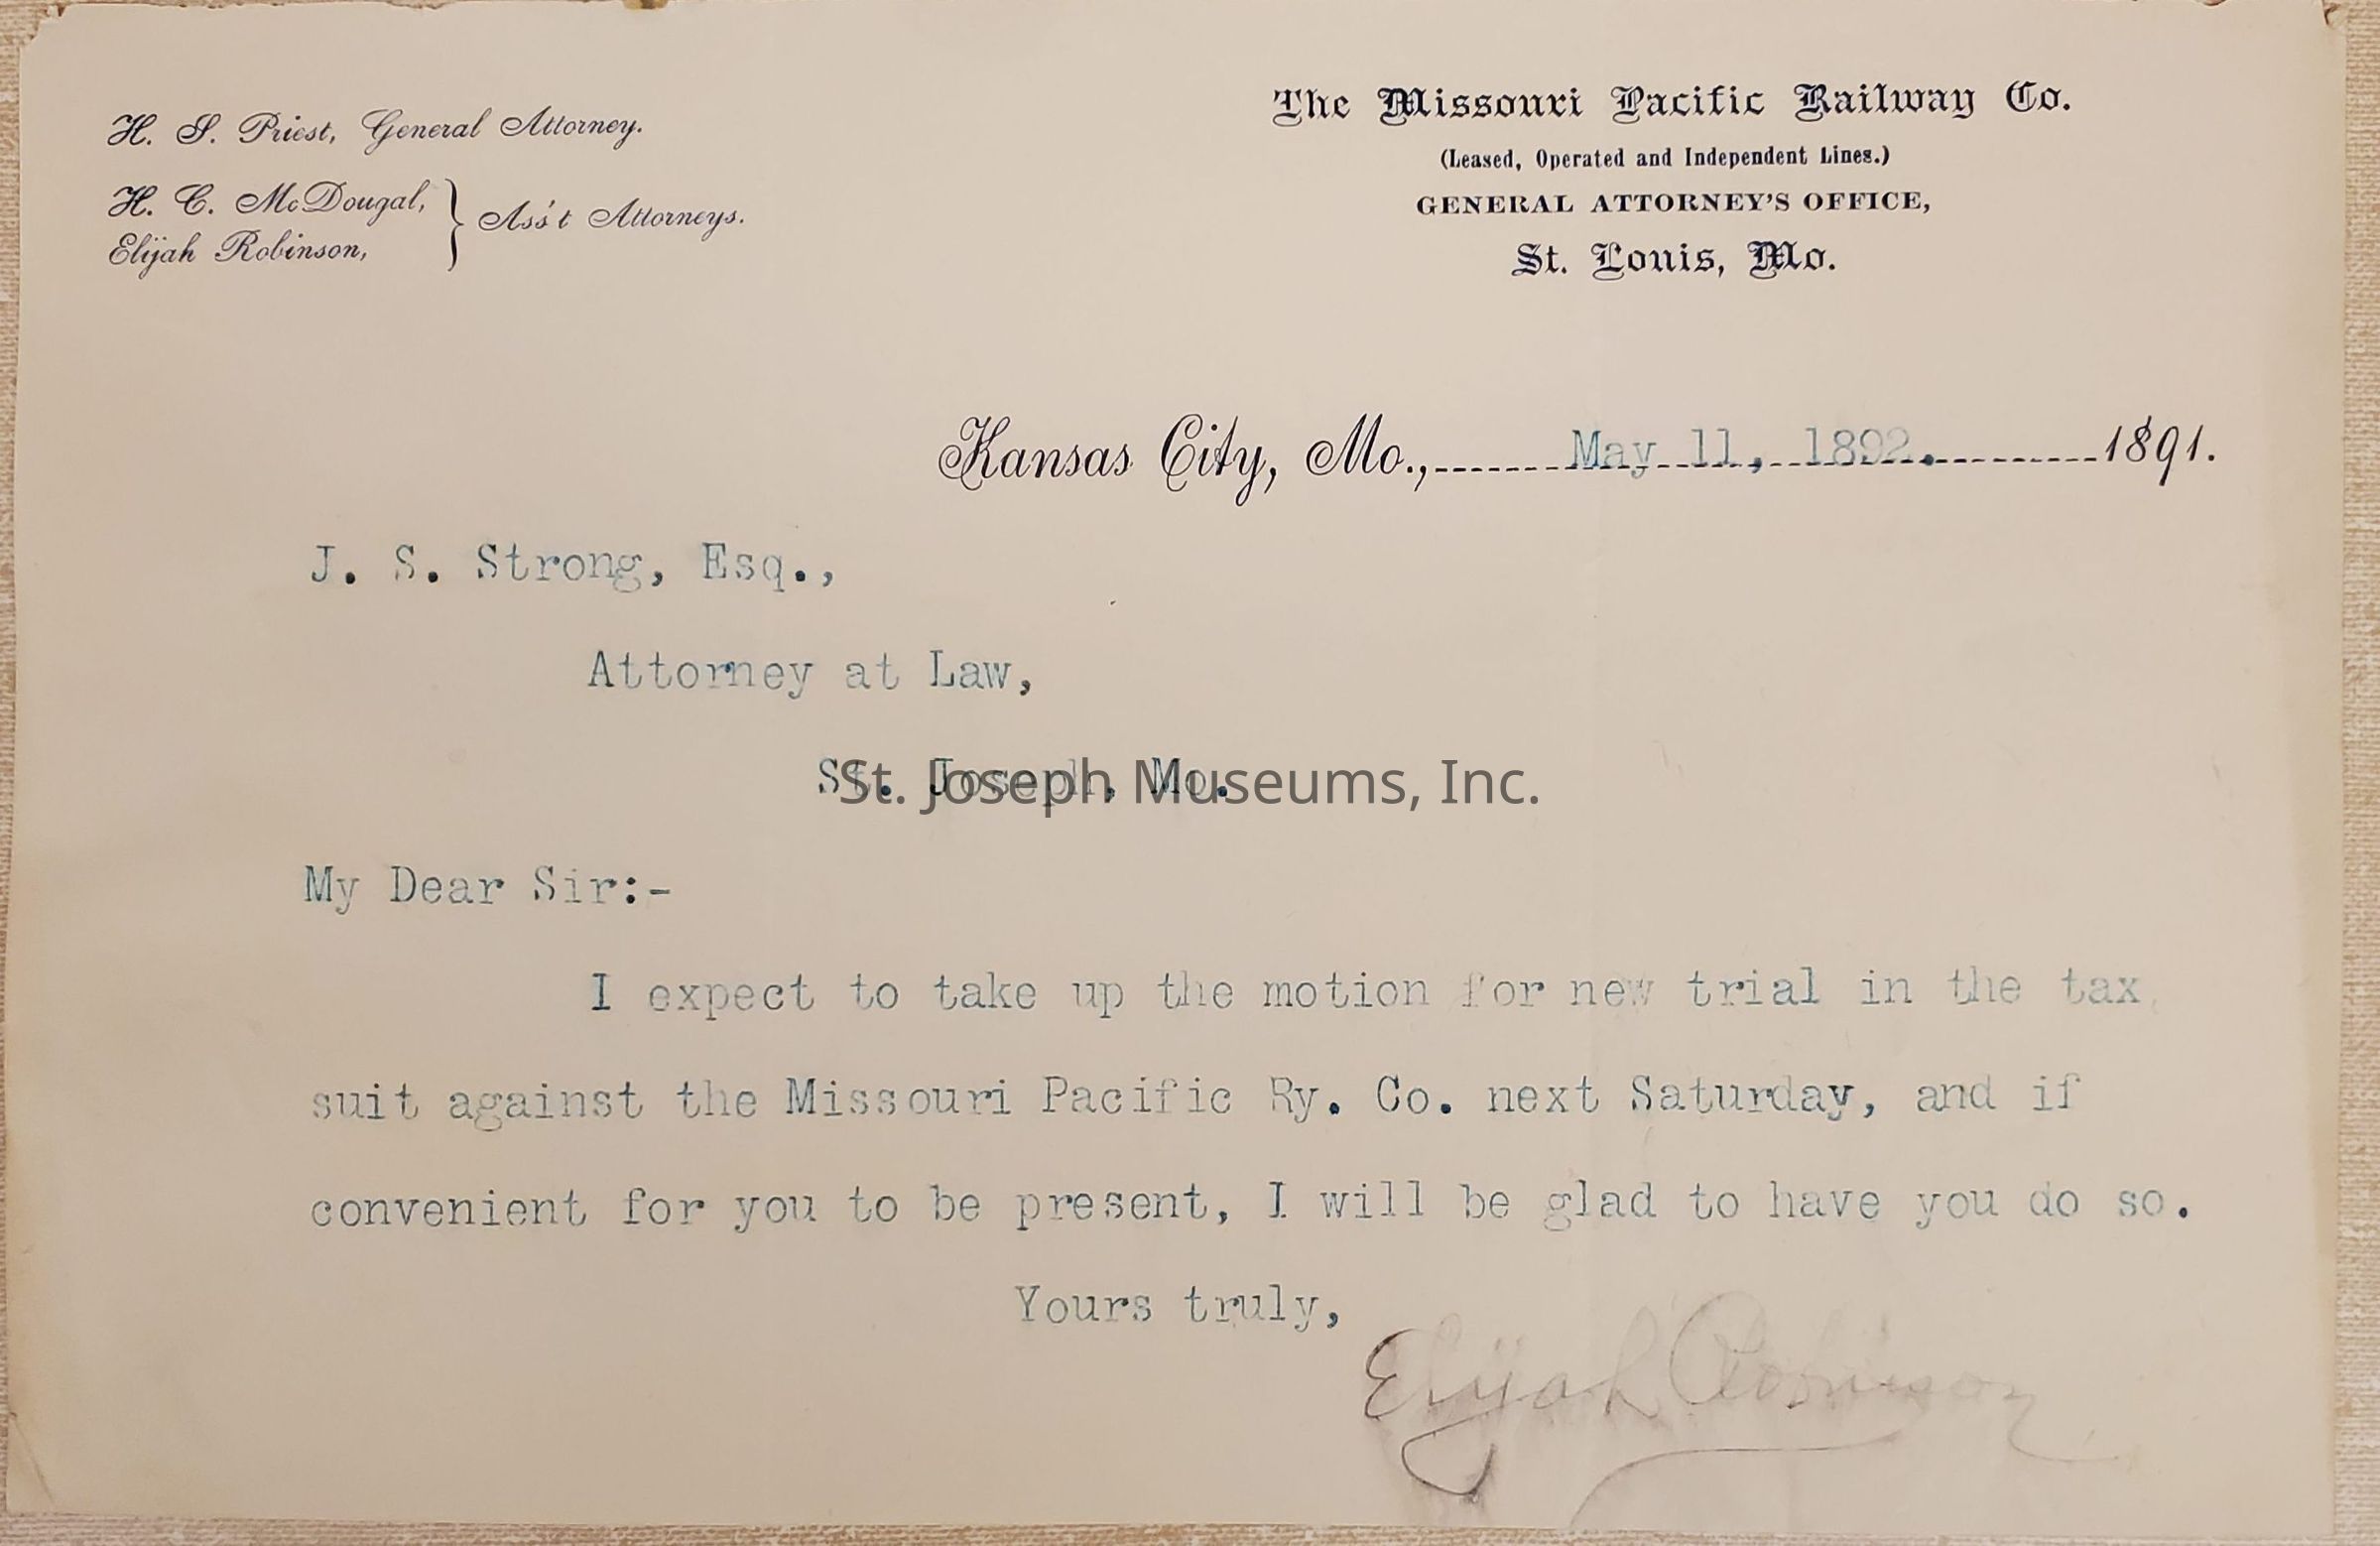 H. S. Priest, General Attorney.
H. C. McDougal,
Elijah Robinson,
} Ass't Attorneys.
The Missouri Pacific Railway Co.
(Leased, Operated and Independent Lines.)
GENERAL ATTORNEY'S OFFICE,
St. Louis, Mo.
Kansas City, Mo., May 11, 1892. 1891.
J. S. Strong, Esq.,
Attorney at Law,
St. Joseph, Mo.
St. Joseph Museums, Inc.
My Dear Sir:-
I expect to take up the motion for new trial in the tax
suit against the Missouri Pacific Ry. Co. next Saturday, and if
convenient for you to be present, I will be glad to have you do so.
Yours truly,
Elijah Robinson